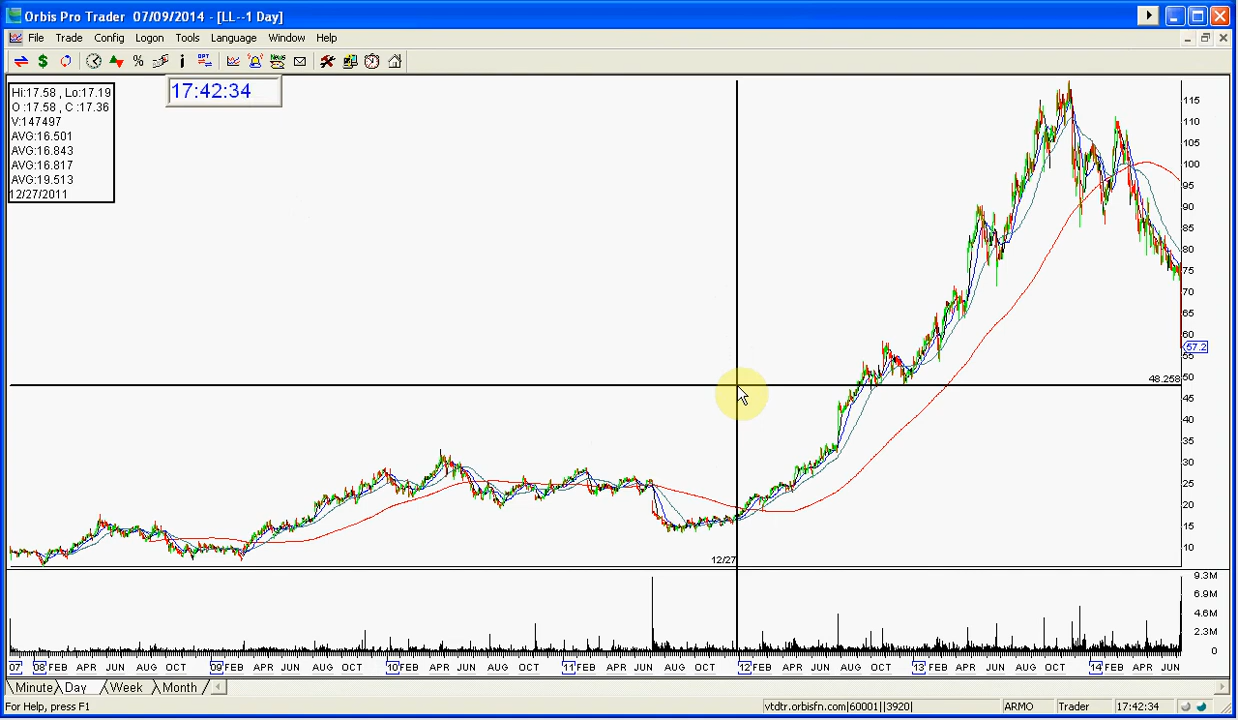 Orbis Pro Trader 07/09/2014 - [LL--1 Day]
File Trade Config Logon Tools Language Window Help
$ % i OPT News
Hi:17.58 , Lo:17.19
O :17.58 , C :17.36
V:147497
AVG:16.501
AVG:16.843
AVG:16.817
AVG:19.513
12/27/2011
17:42:34
115
110
105
100
95
90
85
80
75
70
65
60
57.2
55
50
48.258
45
40
35
30
25
20
15
10
12/27
9.3M
6.9M
4.6M
2.3M
0
07 08 FEB APR JUN AUG OCT 09 FEB APR JUN AUG OCT 10 FEB APR JUN AUG OCT 11 FEB APR JUN AUG OCT 12 FEB APR JUN AUG OCT 13 FEB APR JUN AUG OCT 14 FEB APR JUN
Minute Day Week Month
For Help, press F1 vtdtr.orbisfn.com|60001||3920| ARMO Trader 17:42:34